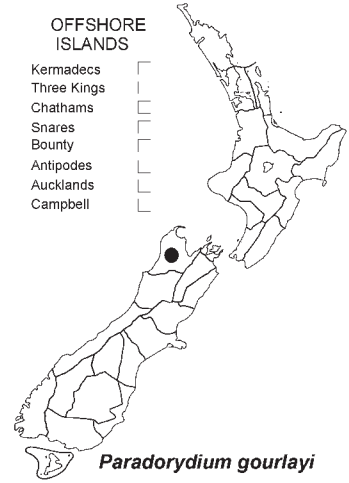 OFFSHORE
ISLANDS
Kermadecs
Three Kings
Chathams
Snares
Bounty
Antipodes
Aucklands
Campbell
Paradorydium gourlayi